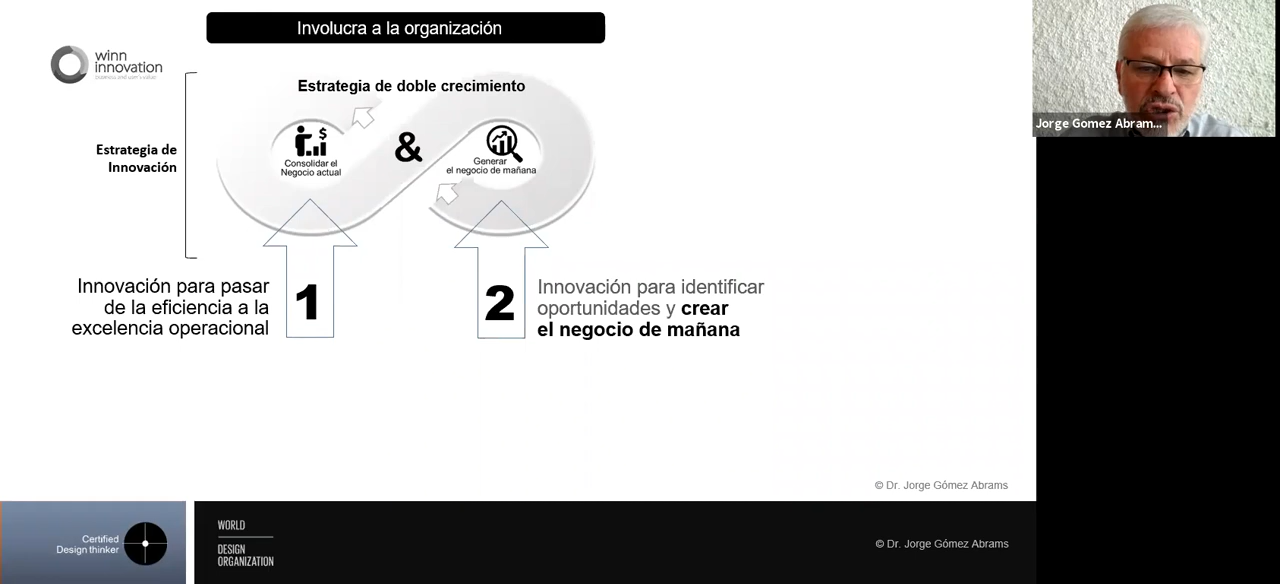 Involucra a la organización
winn
innovation
Estrategia de doble crecimiento
Estrategia de
Innovación
Consolidar el
Negocio actual
&
Generar
el negocio de mañana
Innovación para pasar
de la eficiencia a la
excelencia operacional
1
2
Innovación para identificar
oportunidades y crear
el negocio de mañana
© Dr. Jorge Gómez Abrams
Certified
Design thinker
WORLD
DESIGN
ORGANIZATION
© Dr. Jorge Gómez Abrams
Jorge Gomez Abram...